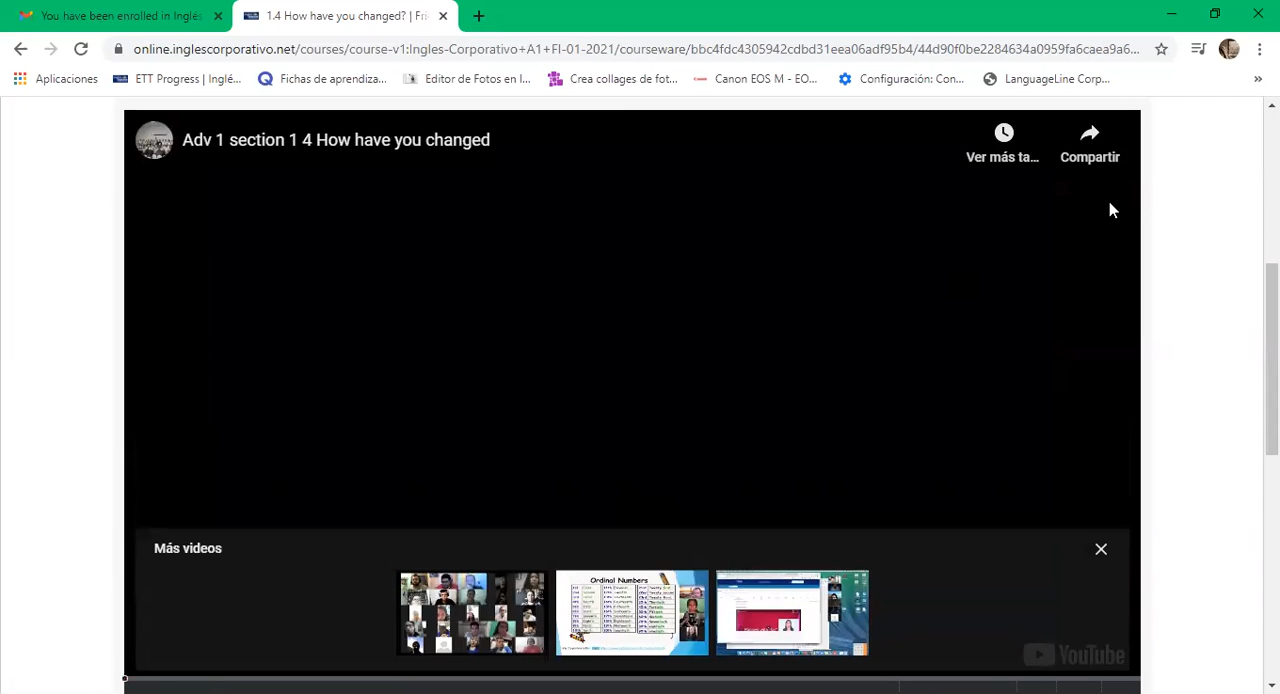 You have been enrolled in Inglés
1.4 How have you changed? | Fri
online.inglescorporativo.net/courses/course-v1:Ingles-Corporativo+A1+FI-01-2021/courseware/bbc4fdc4305942cdbd31eea06adf95b4/44d90f0be2284634a0959fa6caea9a6...
Aplicaciones
ETT Progress | Inglé...
Fichas de aprendiza...
Editor de Fotos en l...
Crea collages de fot...
Canon EOS M - EO...
Configuración: Con...
LanguageLine Corp...
Adv 1 section 1 4 How have you changed
Ver más ta...
Compartir
Más videos
Ordinal Numbers
YouTube